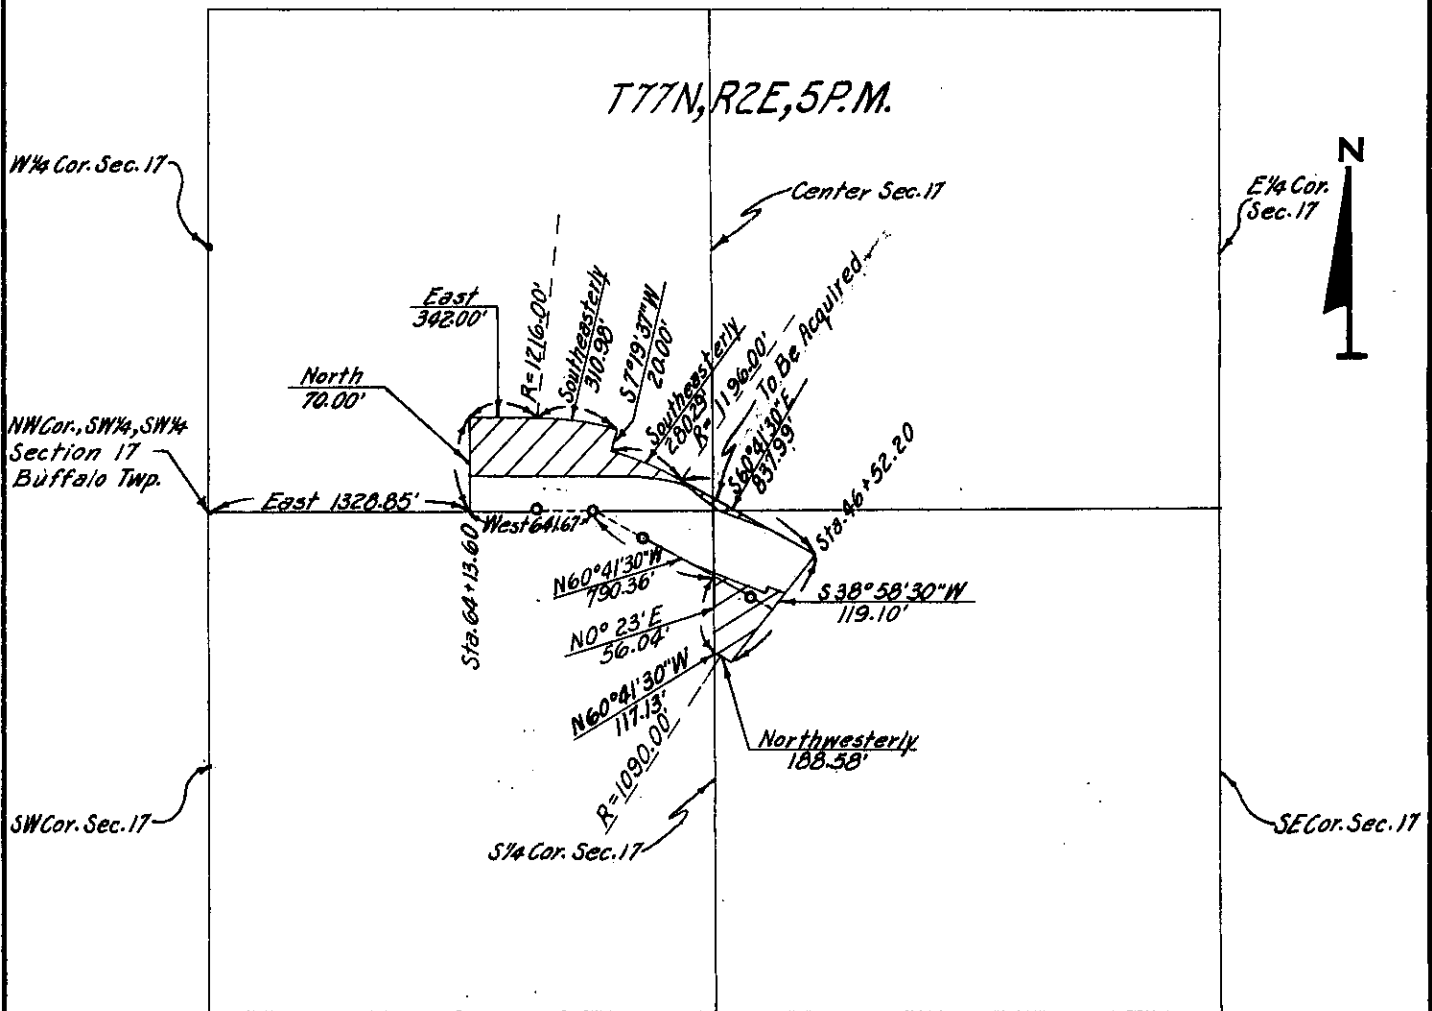 T77N, R2E, 5P.M.
N
W¼ Cor. Sec. 17
Center Sec. 17
E¼ Cor.
Sec. 17
East
342.00'
R=1216.00'
Southeasterly
310.98'
S7°19'37"W
20.00'
Southeasterly
280.29'
R=1196.00'
To Be Acquired
S60°41'30"E
837.99'
North
70.00'
NW Cor., SW¼, SW¼
Section 17
Buffalo Twp.
East 1328.85'
West 641.67'
Sta. 64+13.60
Sta. 46+52.20
N60°41'30"W
790.36'
S38°58'30"W
119.10'
N0°23'E
56.04'
N60°41'30"W
117.13'
R=1090.00'
Northwesterly
188.58'
SW Cor. Sec. 17
S¼ Cor. Sec. 17
SE Cor. Sec. 17